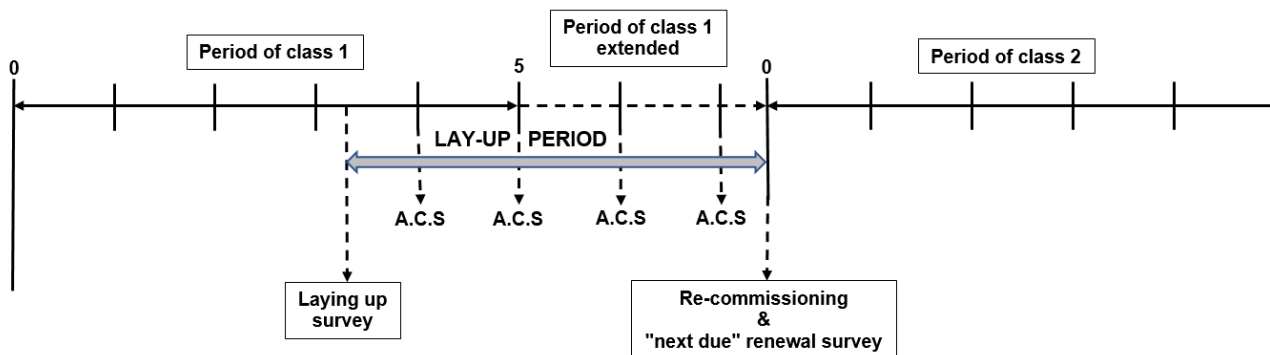 Period of class 1
Period of class 1
extended
Period of class 2
0
5
0
LAY-UP PERIOD
A.C.S
A.C.S
A.C.S
A.C.S
Laying up
survey
Re-commissioning
&
"next due" renewal survey